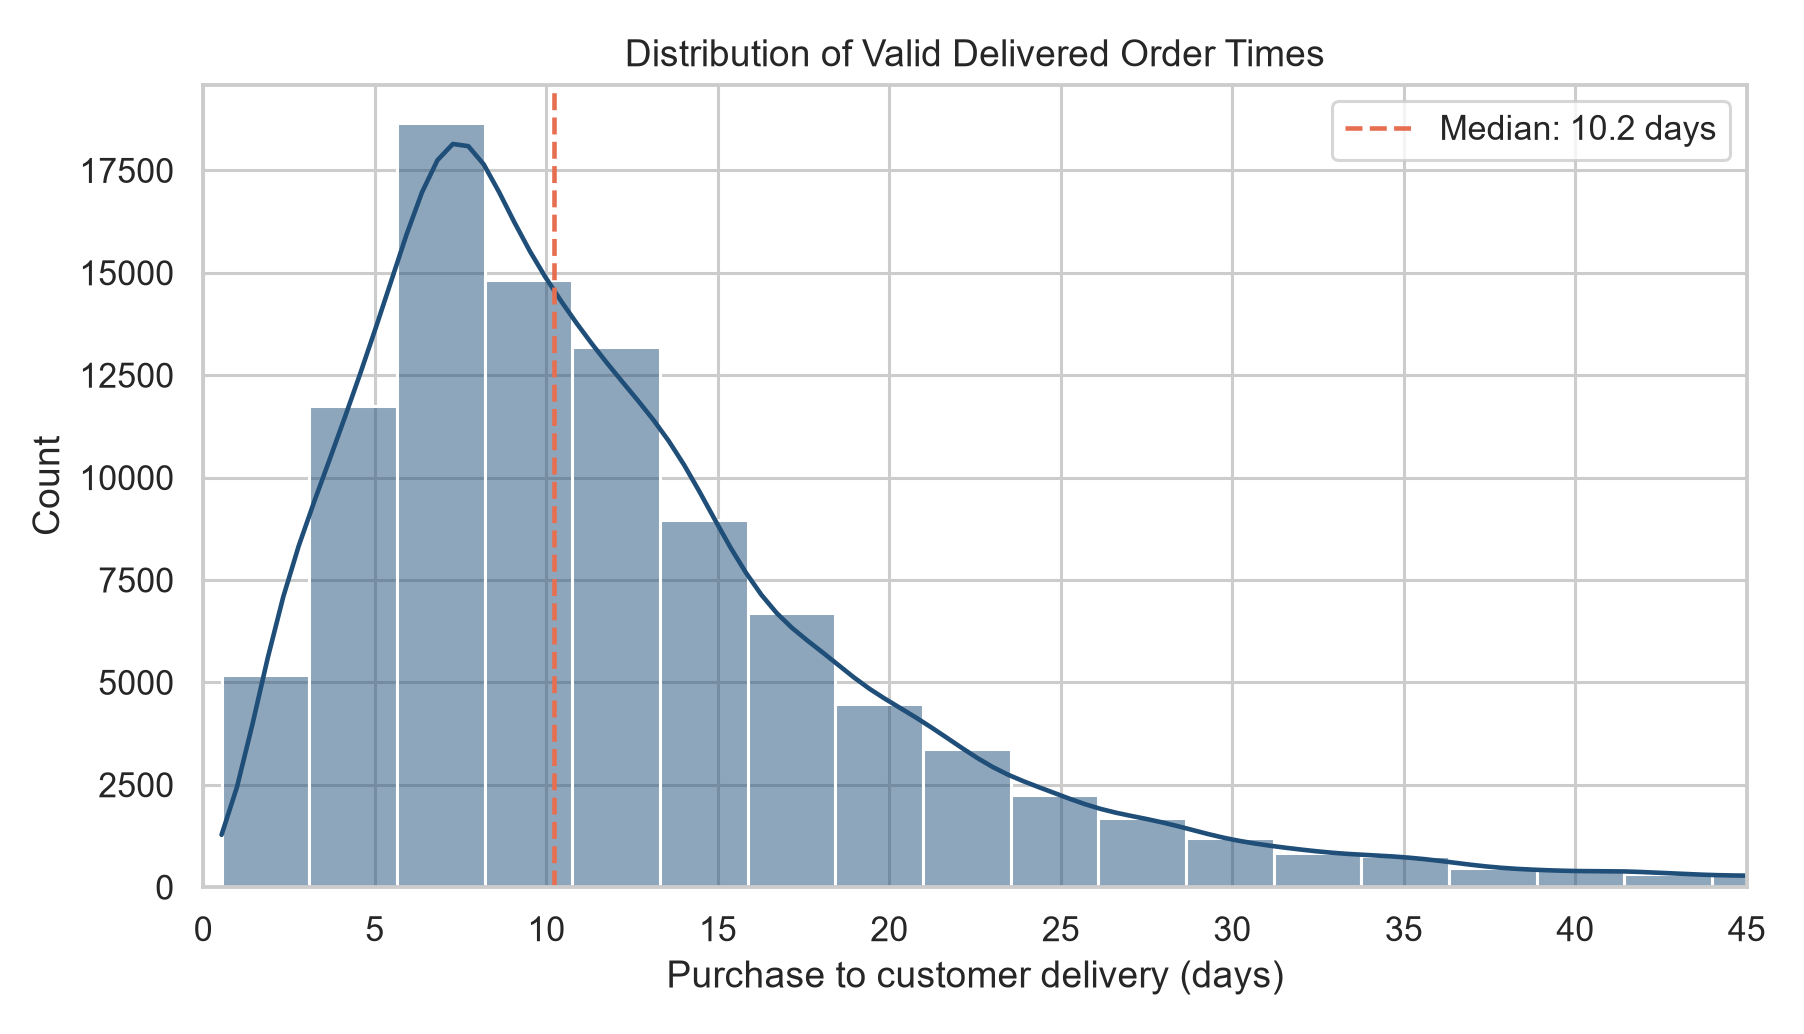 Distribution of Valid Delivered Order Times
Median: 10.2 days
17500
15000
12500
10000
7500
5000
2500
0
Count
0 5 10 15 20 25 30 35 40 45
Purchase to customer delivery (days)